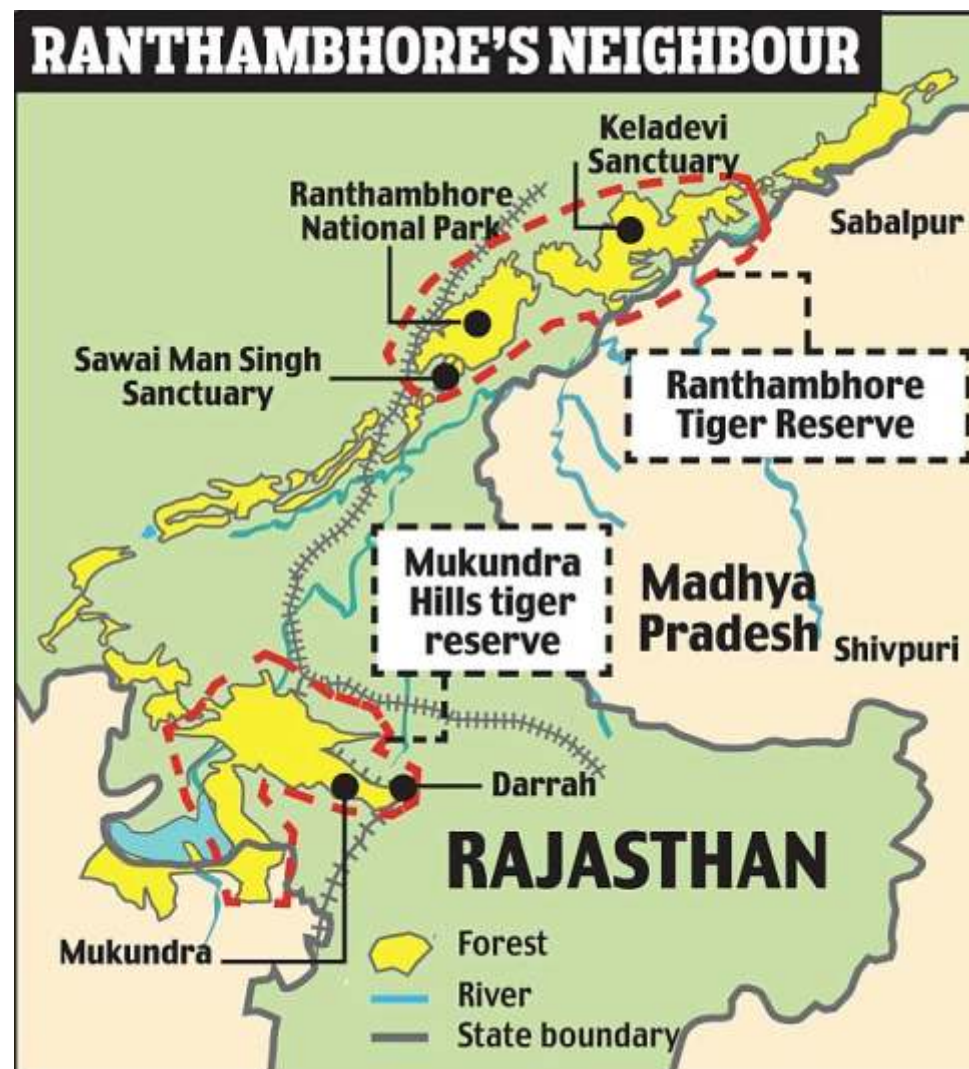 RANTHAMBHORE'S NEIGHBOUR
Keladevi
Sanctuary
Ranthambhore
National Park
Sabalpur
Sawai Man Singh
Sanctuary
Ranthambhore
Tiger Reserve
Mukundra
Hills tiger
reserve
Madhya
Pradesh
Shivpuri
Darrah
RAJASTHAN
Mukundra
Forest
River
State boundary